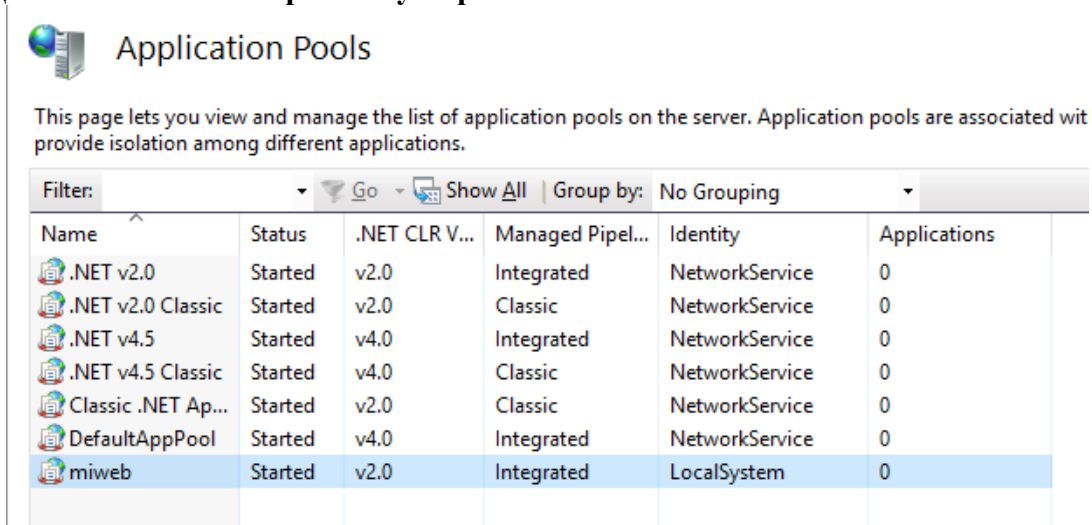 Application Pools
This page lets you view and manage the list of application pools on the server. Application pools are associated wit
provide isolation among different applications.
Filter: Go Show All Group by: No Grouping
Name Status .NET CLR V... Managed Pipel... Identity Applications
.NET v2.0 Started v2.0 Integrated NetworkService 0
.NET v2.0 Classic Started v2.0 Classic NetworkService 0
.NET v4.5 Started v4.0 Integrated NetworkService 0
.NET v4.5 Classic Started v4.0 Classic NetworkService 0
Classic .NET Ap... Started v2.0 Classic NetworkService 0
DefaultAppPool Started v4.0 Integrated NetworkService 0
miweb Started v2.0 Integrated LocalSystem 0